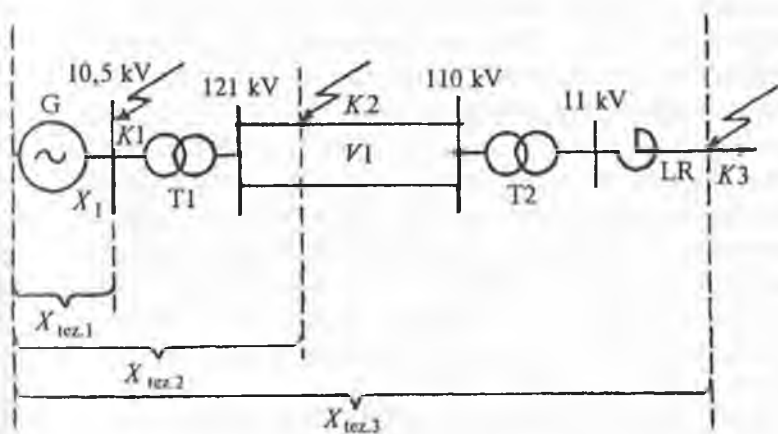 10,5 kV
121 kV
110 kV
11 kV
G
K1
K2
V1
X1
T1
T2
LR
K3
Xtez.1
Xtez.2
Xtez.3